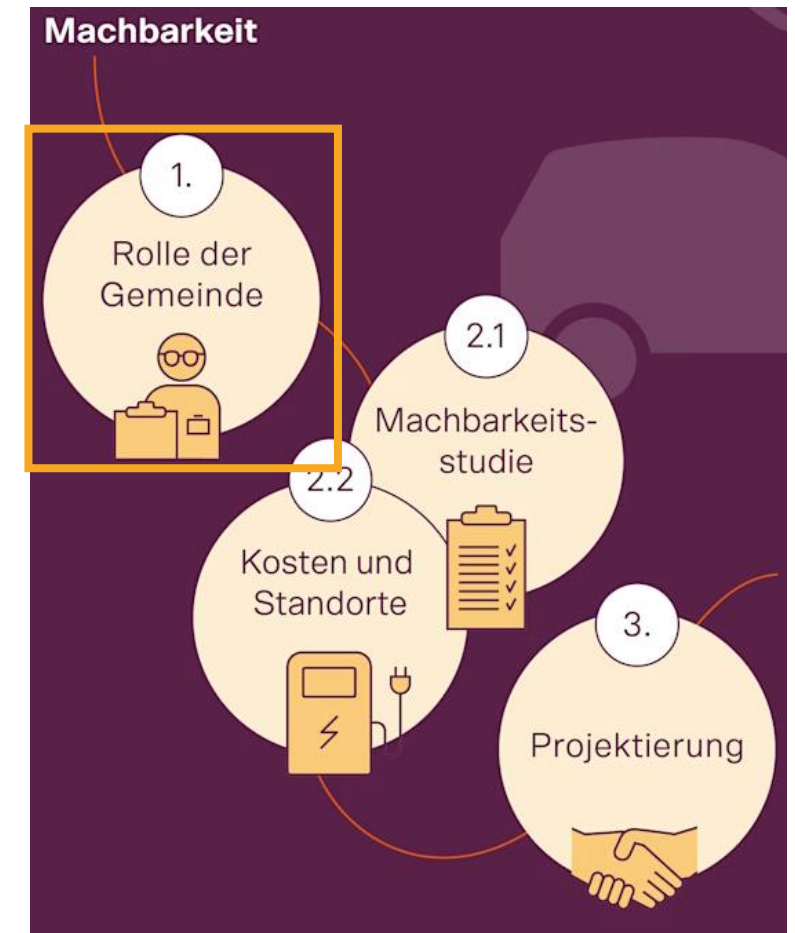 Machbarkeit
1.
Rolle der
Gemeinde
2.1
Machbarkeits-
studie
2.2
Kosten und
Standorte
3.
Projektierung